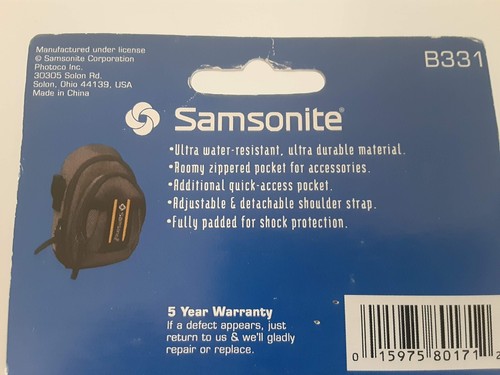 Manufactured under license
© Samsonite Corporation
Photoco Inc.
30305 Solon Rd.
Solon, Ohio 44139, USA
Made in China
B331
Samsonite®
•Ultra water-resistant, ultra durable material.
•Roomy zippered pocket for accessories.
•Additional quick-access pocket.
•Adjustable & detachable shoulder strap.
•Fully padded for shock protection.
5 Year Warranty
If a defect appears, just
return to us & we'll gladly
repair or replace.
0 15975 80171 2